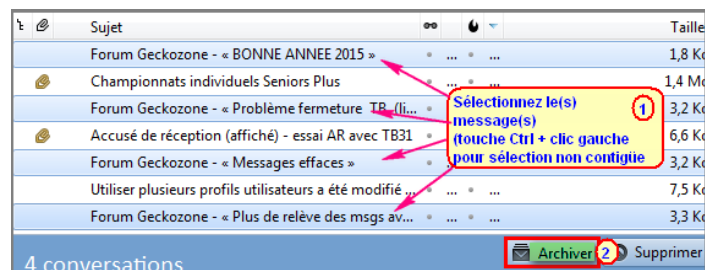 Sujet Taille
Forum Geckozone - « BONNE ANNEE 2015 » ... ... 1,8 Ko
Championnats individuels Seniors Plus ... ... 1,4 Mo
Forum Geckozone - « Problème fermeture TB (li... 3,2 Ko
Accusé de réception (affiché) - essai AR avec TB31 6,6 Ko
Forum Geckozone - « Messages effaces » 3,2 Ko
Utiliser plusieurs profils utilisateurs a été modifié ... ... ... 7,5 Ko
Forum Geckozone - « Plus de relève des msgs av... ... ... 3,3 Ko
Sélectionnez le(s) 1
message(s)
(touche Ctrl + clic gauche
pour sélection non contigüe
4 conversations
Archiver 2 Supprimer